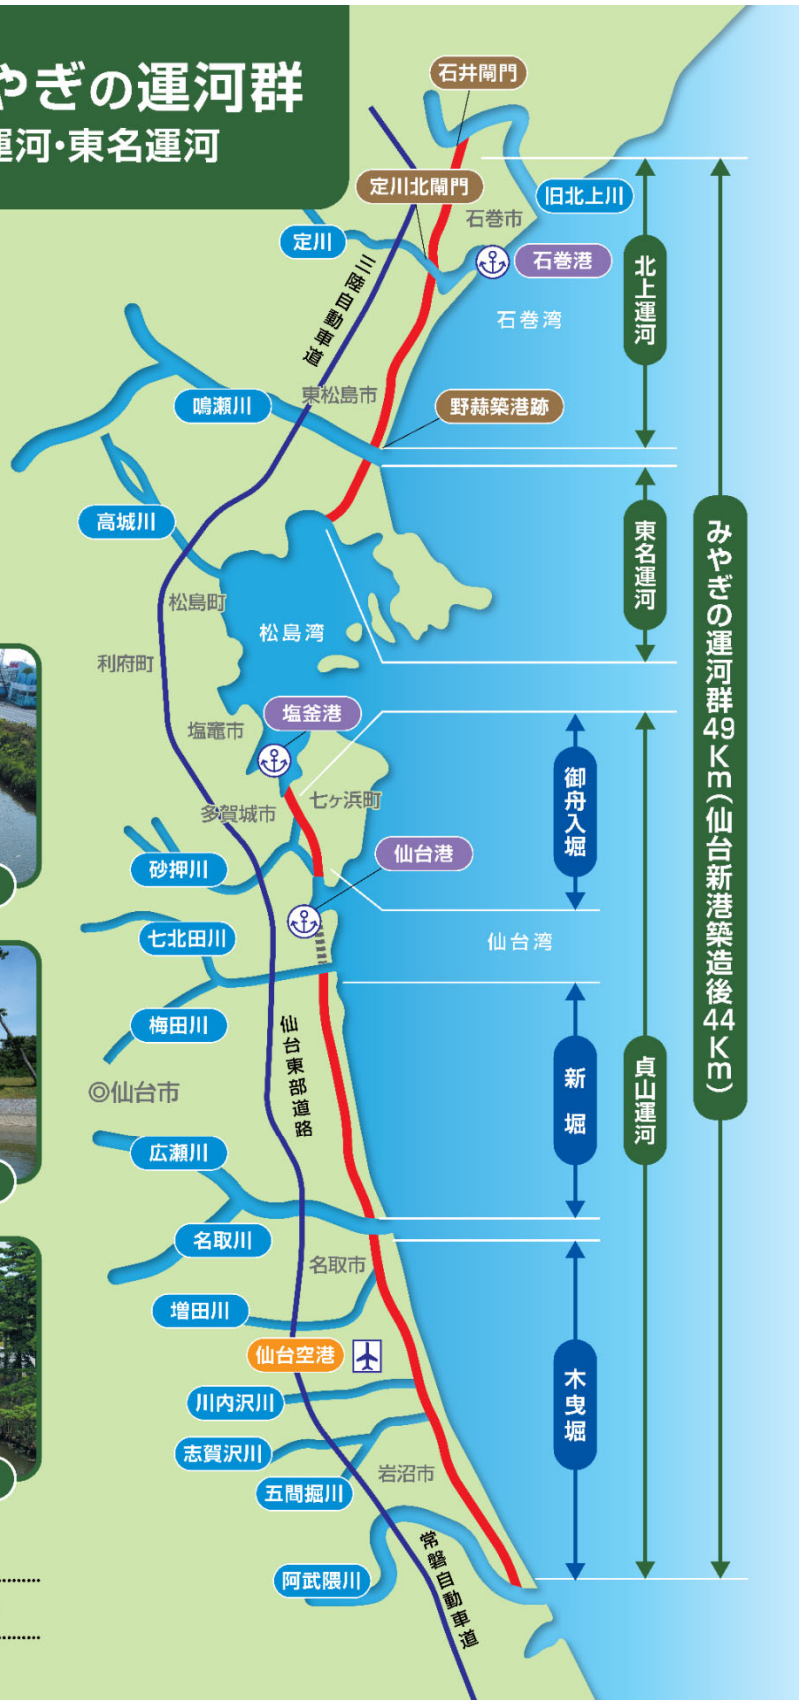 やぎの運河群
運河・東名運河
石井閘門
定川北閘門
旧北上川
石巻市
定川
石巻港
石巻湾
北上運河
三陸自動車道
東松島市
鳴瀬川
野蒜築港跡
高城川
東名運河
松島町
松島湾
利府町
みやぎの運河群49Km(仙台新港築造後44Km)
塩釜港
塩竈市
七ヶ浜町
多賀城市
御舟入堀
砂押川
仙台港
七北田川
仙台湾
梅田川
仙台東部道路
◎仙台市
新堀
貞山運河
広瀬川
名取川
名取市
増田川
仙台空港
川内沢川
木曳堀
志賀沢川
岩沼市
五間掘川
常磐自動車道
阿武隈川